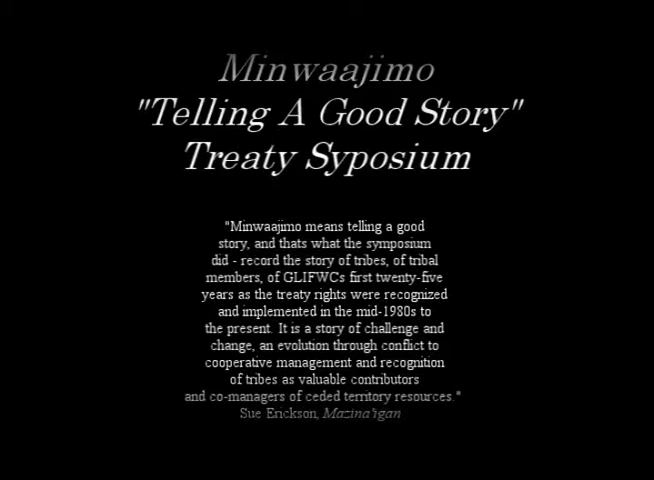 Minwaajimo
"Telling A Good Story"
Treaty Syposium
"Minwaajimo means telling a good
story, and thats what the symposium
did - record the story of tribes, of tribal
members, of GLIFWCs first twenty-five
years as the treaty rights were recognized
and implemented in the mid-1980s to
the present. It is a story of challenge and
change, an evolution through conflict to
cooperative management and recognition
of tribes as valuable contributors
and co-managers of ceded territory resources."
Sue Erickson, Mazina'igan